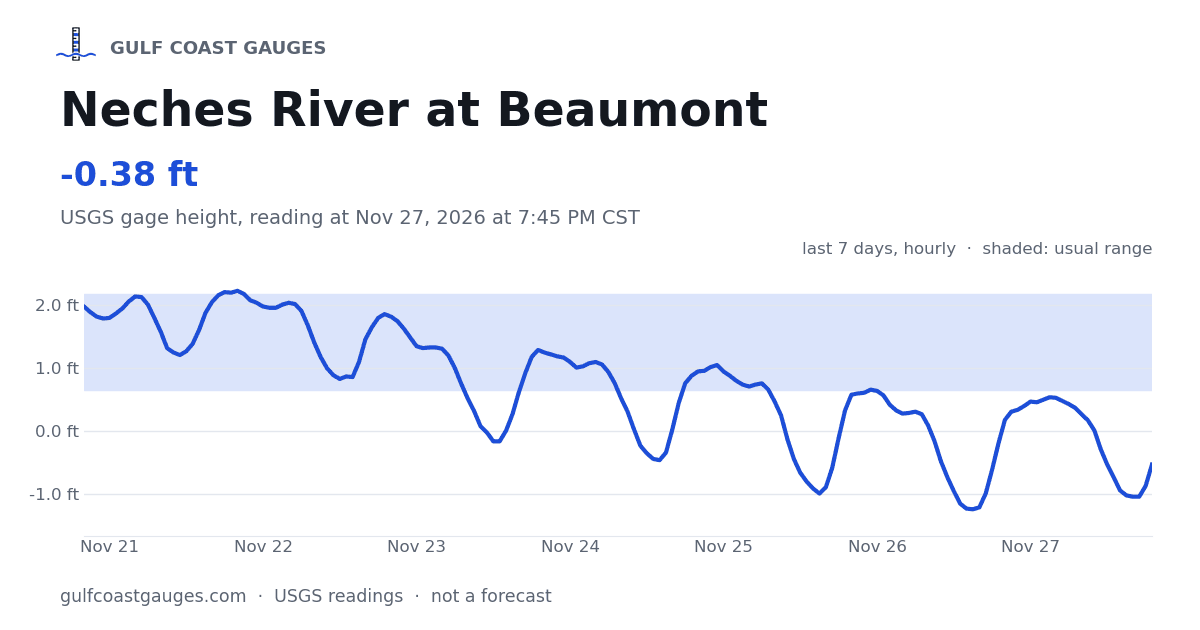 GULF COAST GAUGES
Neches River at Beaumont
-0.38 ft
USGS gage height, reading at Nov 27, 2026 at 7:45 PM CST
last 7 days, hourly · shaded: usual range
2.0 ft
1.0 ft
0.0 ft
-1.0 ft
Nov 21 Nov 22 Nov 23 Nov 24 Nov 25 Nov 26 Nov 27
gulfcoastgauges.com · USGS readings · not a forecast